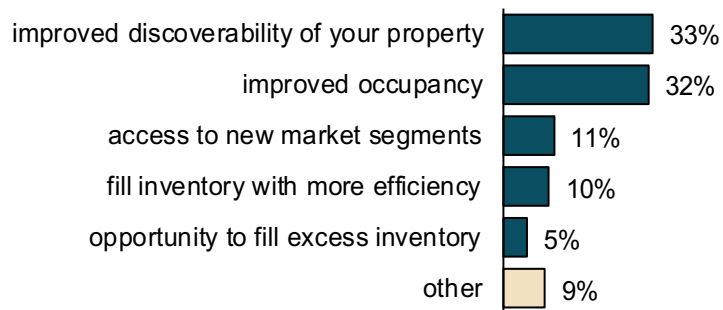 improved discoverability of your property 33%
improved occupancy 32%
access to new market segments 11%
fill inventory with more efficiency 10%
opportunity to fill excess inventory 5%
other 9%